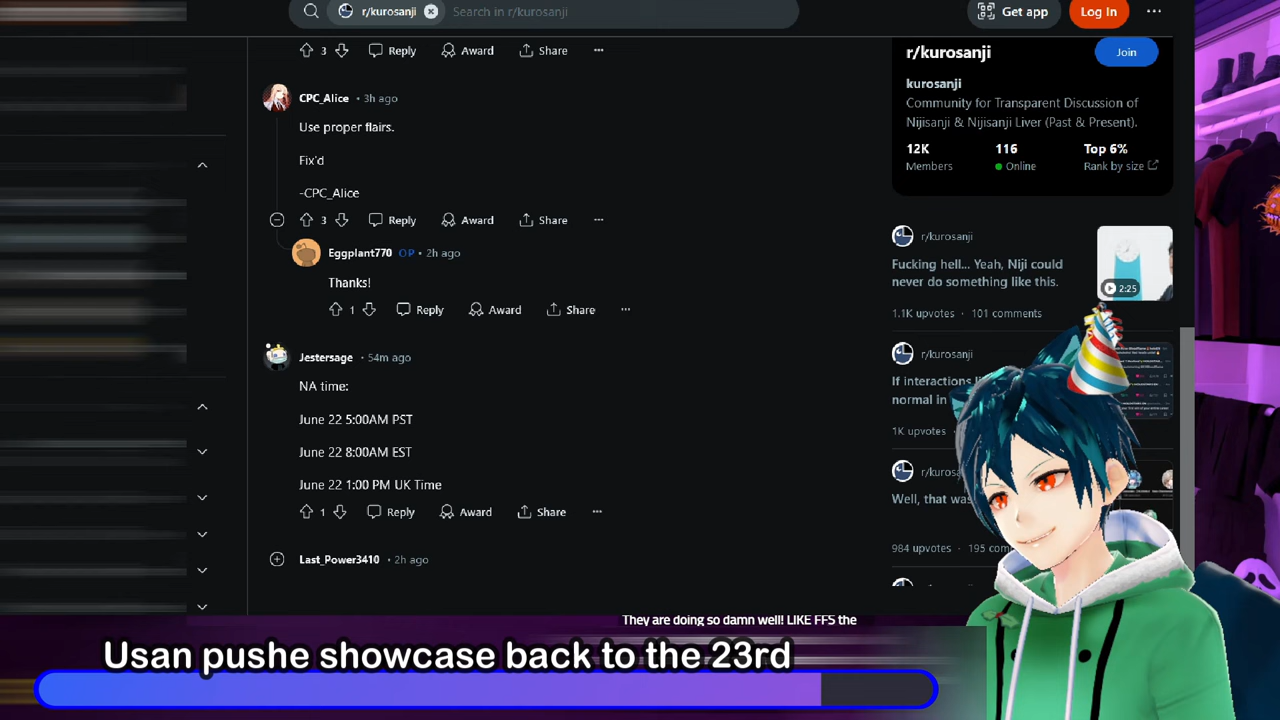 r/kurosanji
Search in r/kurosanji
Get app
Log In
3 Reply Award Share
CPC_Alice • 3h ago
Use proper flairs.
Fix'd
-CPC_Alice
3 Reply Award Share
Eggplant770 OP • 2h ago
Thanks!
1 Reply Award Share
Jestersage • 54m ago
NA time:
June 22 5:00AM PST
June 22 8:00AM EST
June 22 1:00 PM UK Time
1 Reply Award Share
Last_Power3410 • 2h ago
r/kurosanji
Join
kurosanji
Community for Transparent Discussion of
Nijisanji & Nijisanji Liver (Past & Present).
12K 116 Top 6%
Members Online Rank by size
r/kurosanji
Fucking hell... Yeah, Niji could
never do something like this.
2:25
1.1K upvotes • 101 comments
r/kurosanji
If interactions
normal in
1K upvotes
Well, that was
984 upvotes • 195
They are doing so damn well! LIKE FFS the
Usan pushe showcase back to the 23rd